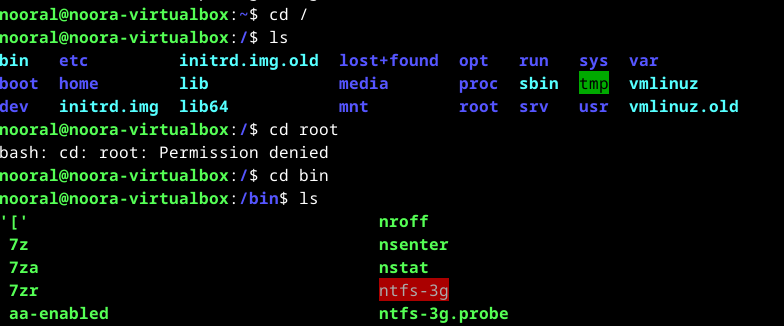 nooral@noora-virtualbox:~$ cd /
nooral@noora-virtualbox:/$ ls
bin etc initrd.img.old lost+found opt run sys var
boot home lib media proc sbin tmp vmlinuz
dev initrd.img lib64 mnt root srv usr vmlinuz.old
nooral@noora-virtualbox:/$ cd root
bash: cd: root: Permission denied
nooral@noora-virtualbox:/$ cd bin
nooral@noora-virtualbox:/bin$ ls
'[' nroff
7z nsenter
7za nstat
7zr ntfs-3g
aa-enabled ntfs-3g.probe